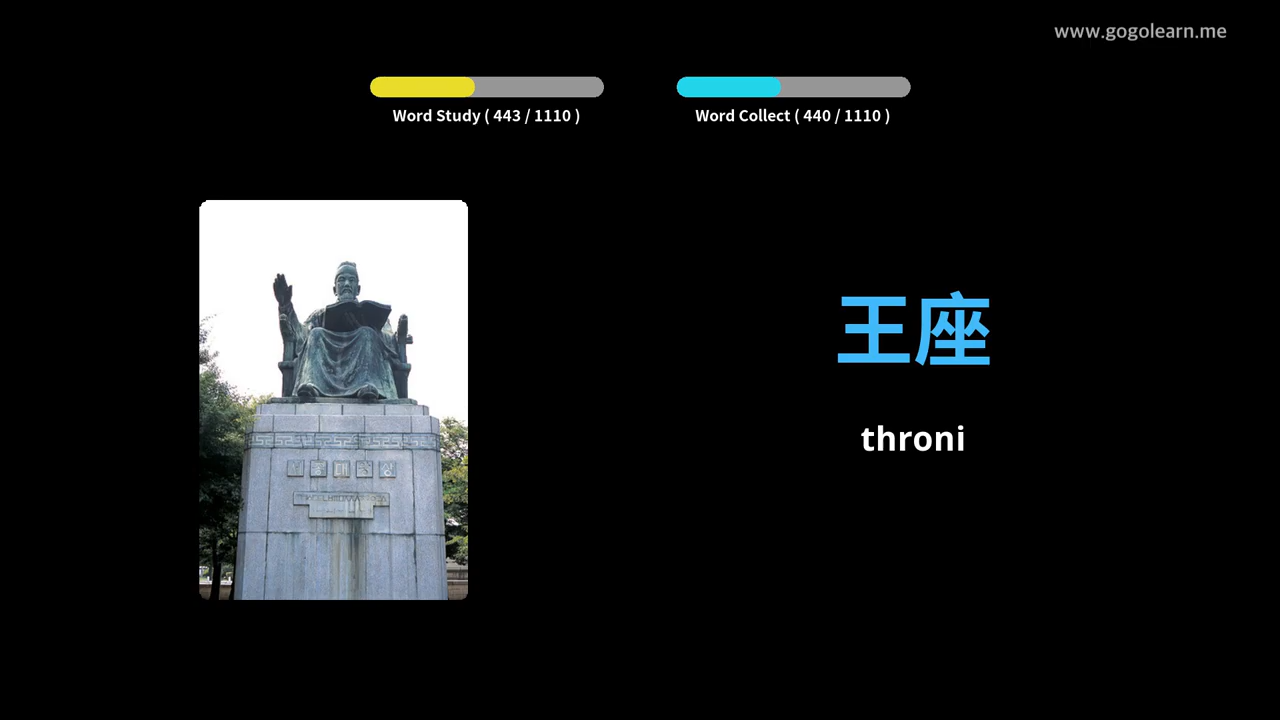 www.gogolearn.me
Word Study ( 443 / 1110 )
Word Collect ( 440 / 1110 )
王座
throni